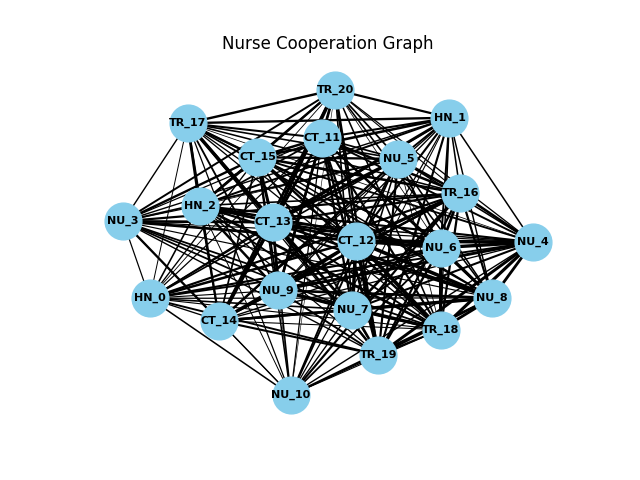 Nurse Cooperation Graph
TR_20
HN_1
TR_17
CT_11
CT_15
NU_5
TR_16
HN_2
NU_3
CT_13
CT_12
NU_4
NU_6
NU_9
HN_0
NU_8
NU_7
CT_14
TR_18
TR_19
NU_10